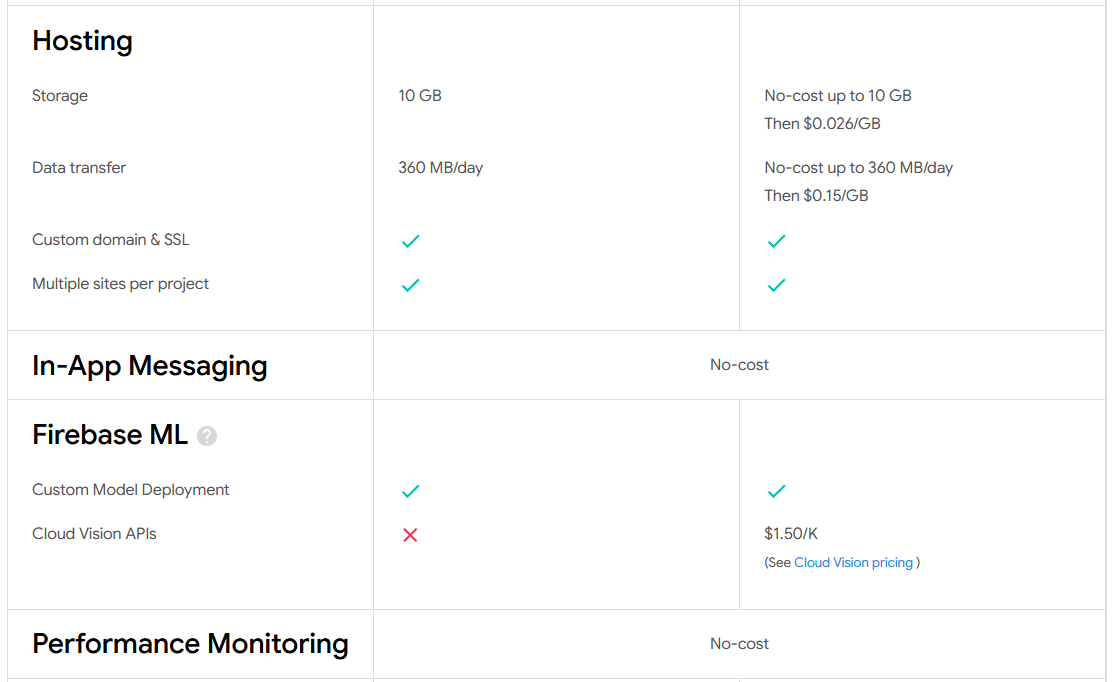 Hosting
Storage
10 GB
No-cost up to 10 GB
Then $0.026/GB
Data transfer
360 MB/day
No-cost up to 360 MB/day
Then $0.15/GB
Custom domain & SSL
Multiple sites per project
In-App Messaging
No-cost
Firebase ML ?
Custom Model Deployment
Cloud Vision APIs
$1.50/K
(See Cloud Vision pricing )
Performance Monitoring
No-cost